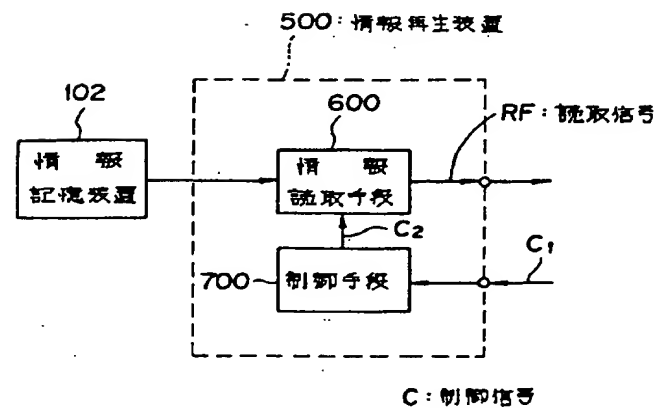 500:情報再生装置
102
600
RF:読取信号
情報
記憶装置
情報
読取手段
C2
C1
700
制御手段
C:制御信号